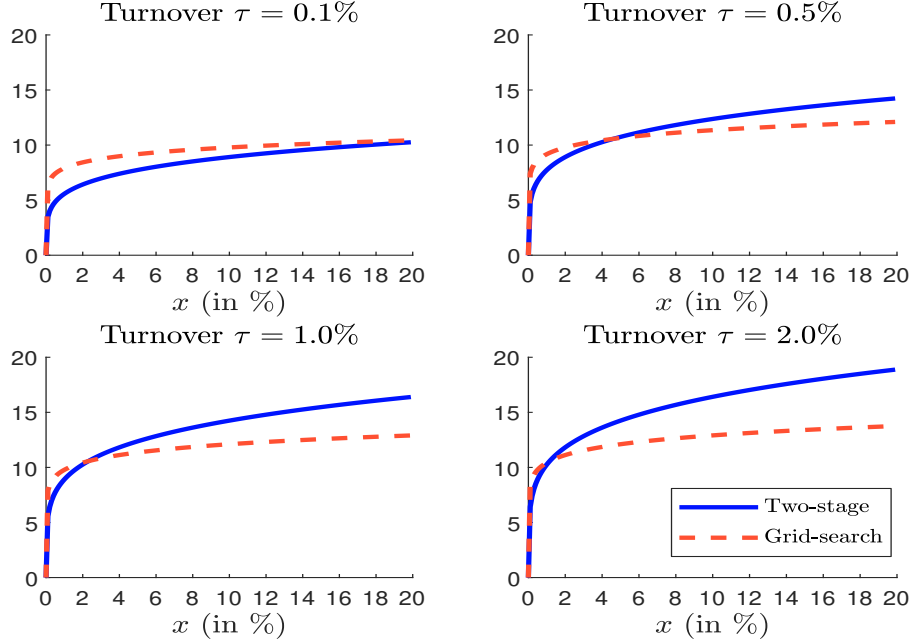 Turnover τ = 0.1%
20
15
10
5
0
0 2 4 6 8 10 12 14 16 18 20
x (in %)
Turnover τ = 0.5%
20
15
10
5
0
0 2 4 6 8 10 12 14 16 18 20
x (in %)
Turnover τ = 1.0%
20
15
10
5
0
0 2 4 6 8 10 12 14 16 18 20
x (in %)
Turnover τ = 2.0%
20
15
10
5
0
0 2 4 6 8 10 12 14 16 18 20
x (in %)
Two-stage
Grid-search